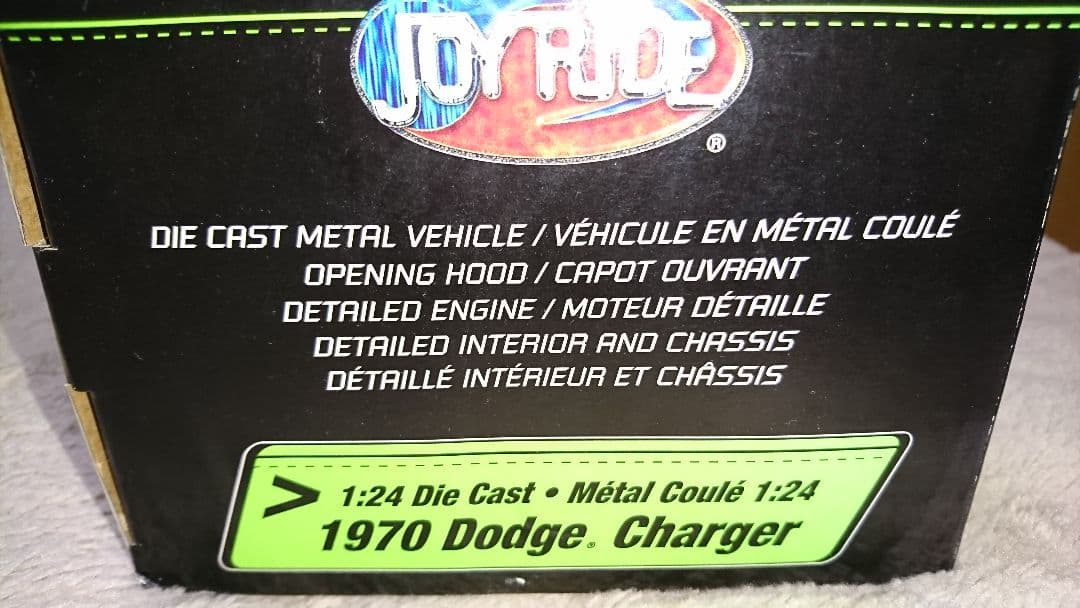 JOYRIDE
®
DIE CAST METAL VEHICLE / VÉHICULE EN MÉTAL COULÉ
OPENING HOOD / CAPOT OUVRANT
DETAILED ENGINE / MOTEUR DÉTAILLE
DETAILED INTERIOR AND CHASSIS
DÉTAILLÉ INTÉRIEUR ET CHÂSSIS
> 1:24 Die Cast • Métal Coulé 1:24
1970 Dodge® Charger